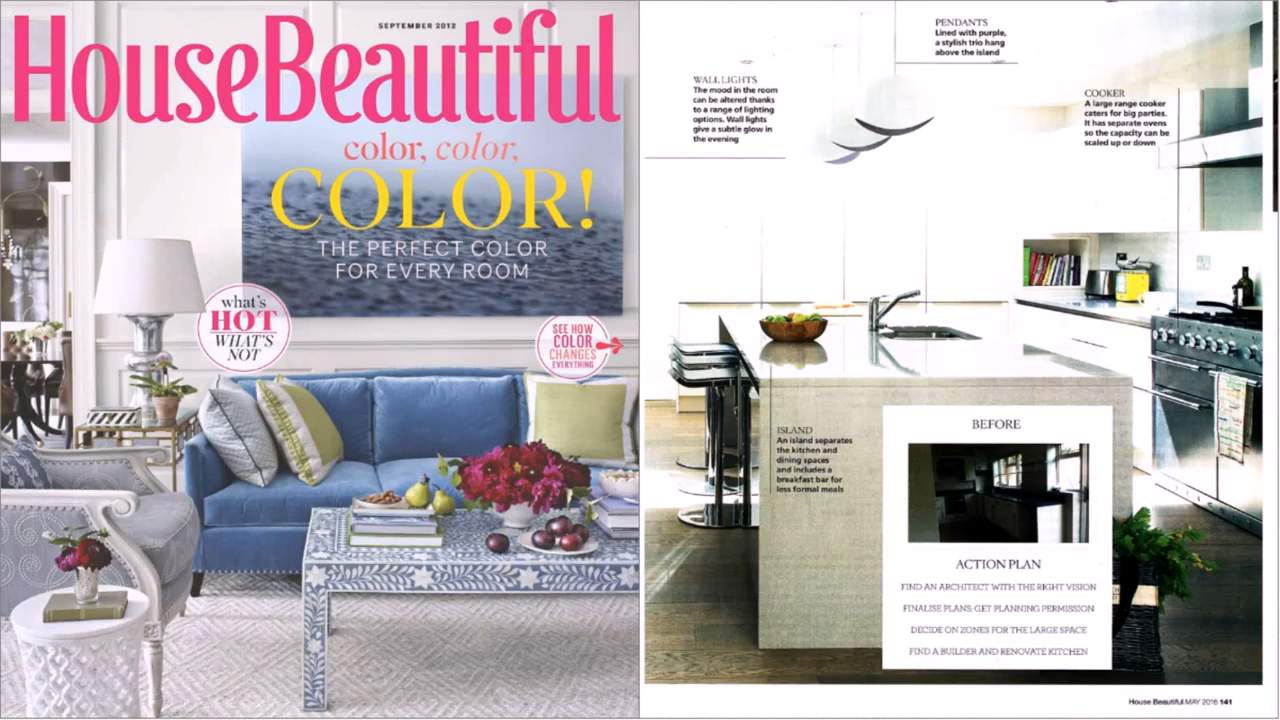 SEPTEMBER 2012
HouseBeautiful
color, color,
COLOR!
THE PERFECT COLOR
FOR EVERY ROOM
what's
HOT
WHAT'S
NOT
SEE HOW
COLOR
CHANGES
EVERYTHING
PENDANTS
Lined with purple,
a stylish trio hang
above the island
WALL LIGHTS
The mood in the room
can be altered thanks
to a range of lighting
options. Wall lights
give a subtle glow in
the evening
COOKER
A large range cooker
caters for big parties.
It has separate ovens
so the capacity can be
scaled up or down
ISLAND
An island separates
the kitchen and
dining spaces
and includes a
breakfast bar for
less formal meals
BEFORE
ACTION PLAN
FIND AN ARCHITECT WITH THE RIGHT VISION
FINALISE PLANS; GET PLANNING PERMISSION
DECIDE ON ZONES FOR THE LARGE SPACE
FIND A BUILDER AND RENOVATE KITCHEN
House Beautiful MAY 2016 141